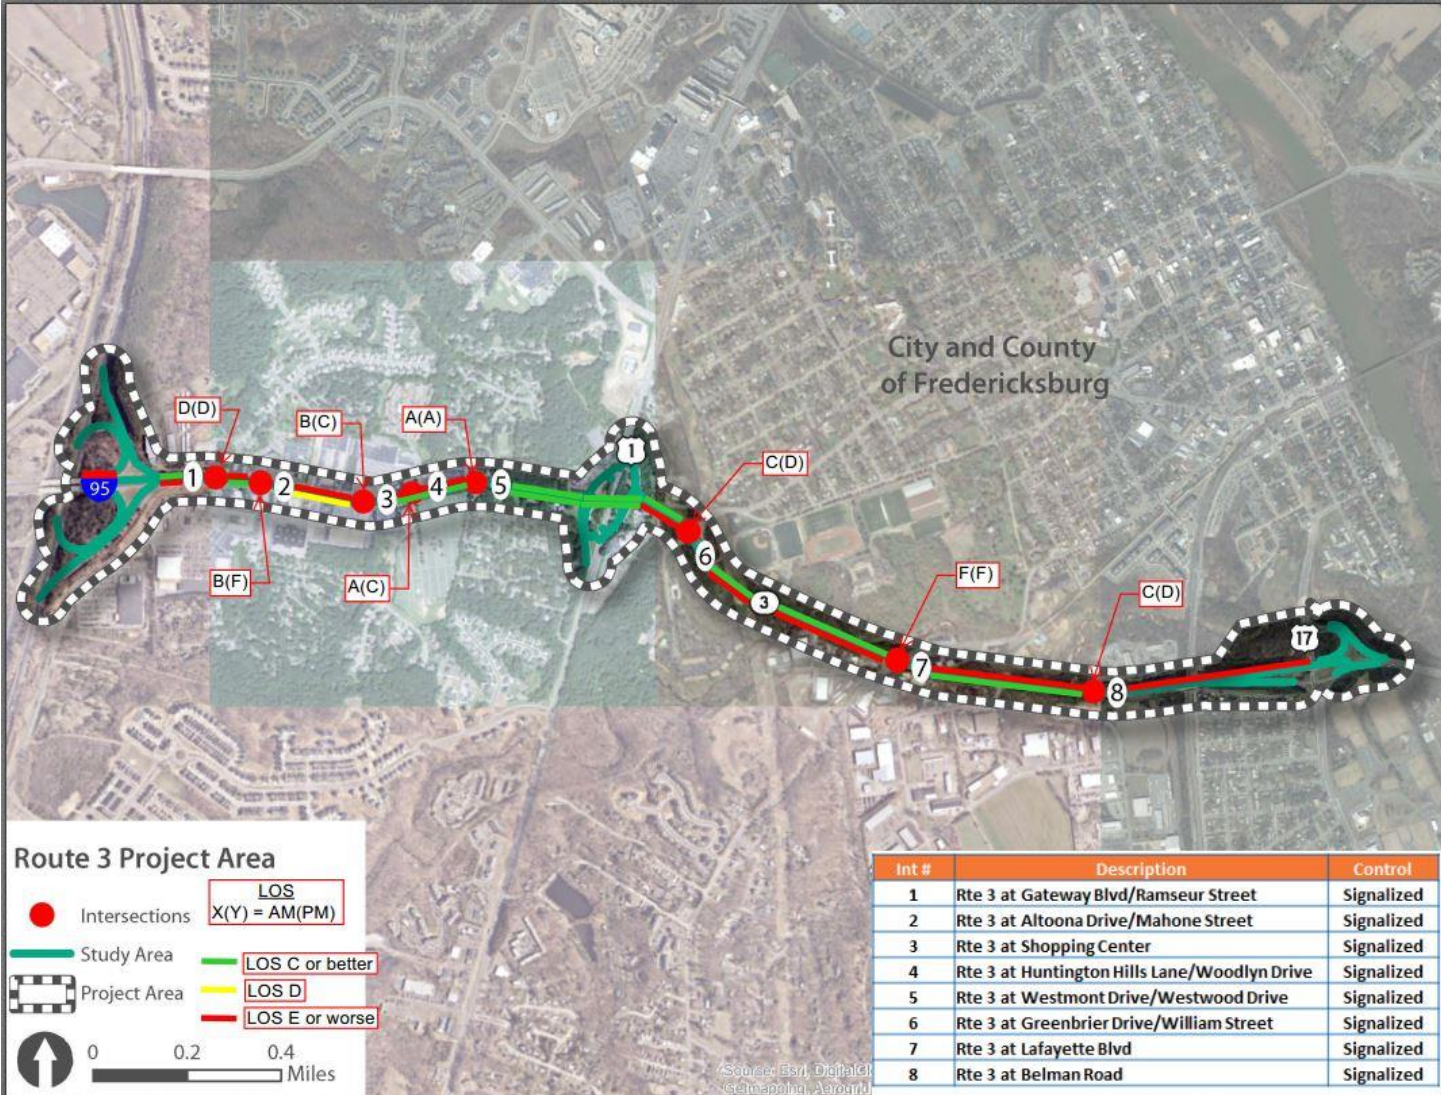 City and County
of Fredericksburg
D(D)
B(C)
A(A)
C(D)
B(F)
A(C)
F(F)
C(D)
95
1
2
3
4
5
1
6
3
7
8
17
Route 3 Project Area
LOS
X(Y) = AM(PM)
Intersections
Study Area
Project Area
LOS C or better
LOS D
LOS E or worse
0 0.2 0.4
Miles
Source: Esri,
Int # Description Control
1 Rte 3 at Gateway Blvd/Ramseur Street Signalized
2 Rte 3 at Altoona Drive/Mahone Street Signalized
3 Rte 3 at Shopping Center Signalized
4 Rte 3 at Huntington Hills Lane/Woodlyn Drive Signalized
5 Rte 3 at Westmont Drive/Westwood Drive Signalized
6 Rte 3 at Greenbrier Drive/William Street Signalized
7 Rte 3 at Lafayette Blvd Signalized
8 Rte 3 at Belman Road Signalized